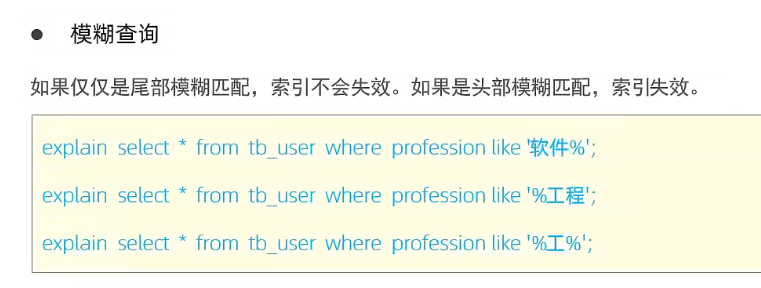 ● 模糊查询
如果仅仅是尾部模糊匹配，索引不会失效。如果是头部模糊匹配，索引失效。
explain select * from tb_user where profession like '软件%';
explain select * from tb_user where profession like '%工程';
explain select * from tb_user where profession like '%工%';